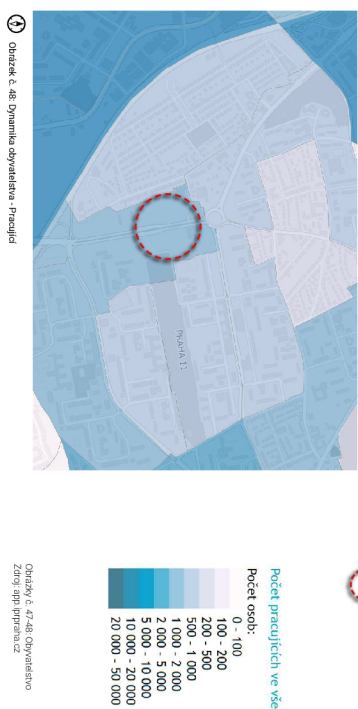 PRAHA 11
Obrázek č. 48: Dynamika obyvatelstva - Pracující
Počet pracujících ve vše
Počet osob:
0 - 100
100 - 200
200 - 500
500 - 1 000
1 000 - 2 000
2 000 - 5 000
5 000 - 10 000
10 000 - 20 000
20 000 - 50 000
Obrázky č. 47-48: Obyvatelstvo
Zdroj: app.iprpraha.cz